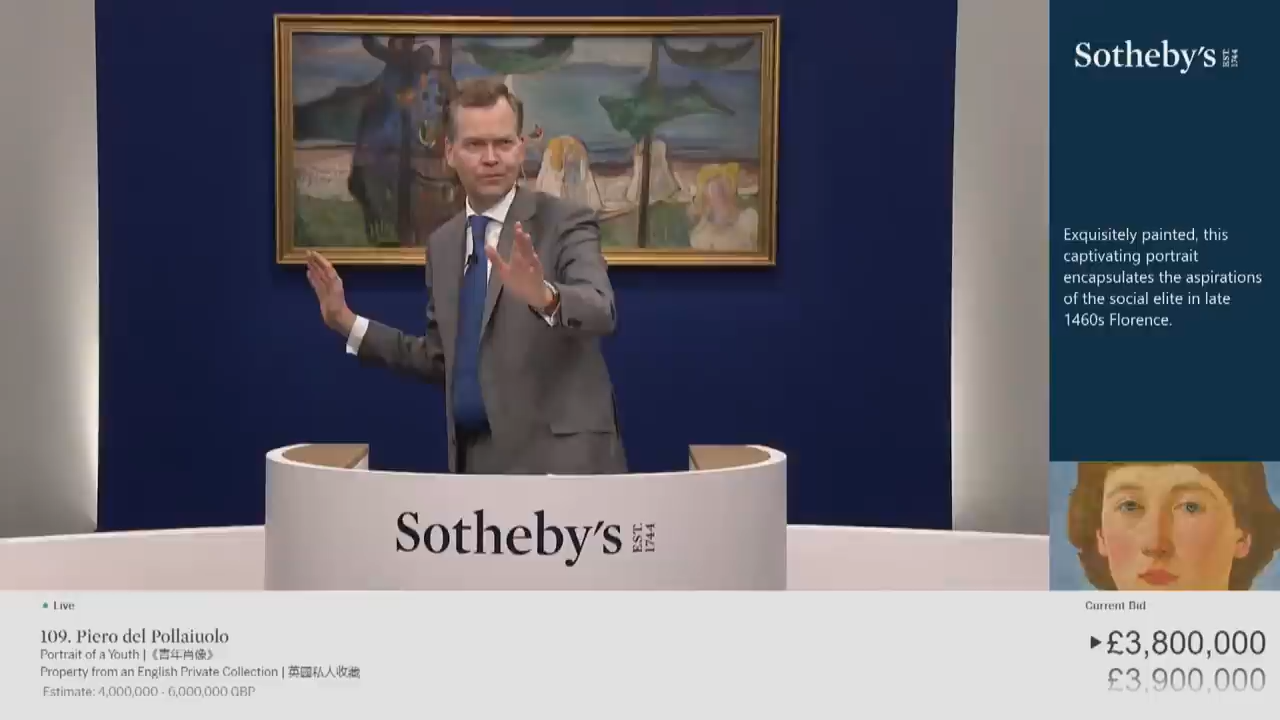 Sotheby's EST. 1744
Exquisitely painted, this
captivating portrait
encapsulates the aspirations
of the social elite in late
1460s Florence.
Sotheby's EST. 1744
Live
109. Piero del Pollaiuolo
Portrait of a Youth | 《青年肖像》
Property from an English Private Collection | 英國私人收藏
Estimate: 4,000,000 - 6,000,000 GBP
Current Bid
£3,800,000
£3,900,000